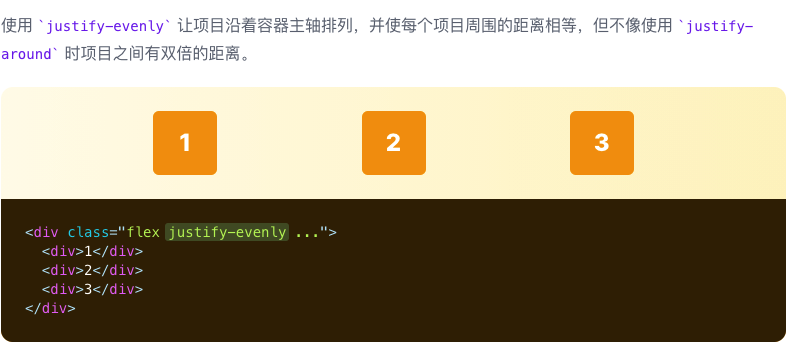 使用 `justify-evenly` 让项目沿着容器主轴排列，并使每个项目周围的距离相等，但不像使用 `justify-
around` 时项目之间有双倍的距离。
1 2 3
<div class="flex justify-evenly ...">
  <div>1</div>
  <div>2</div>
  <div>3</div>
</div>